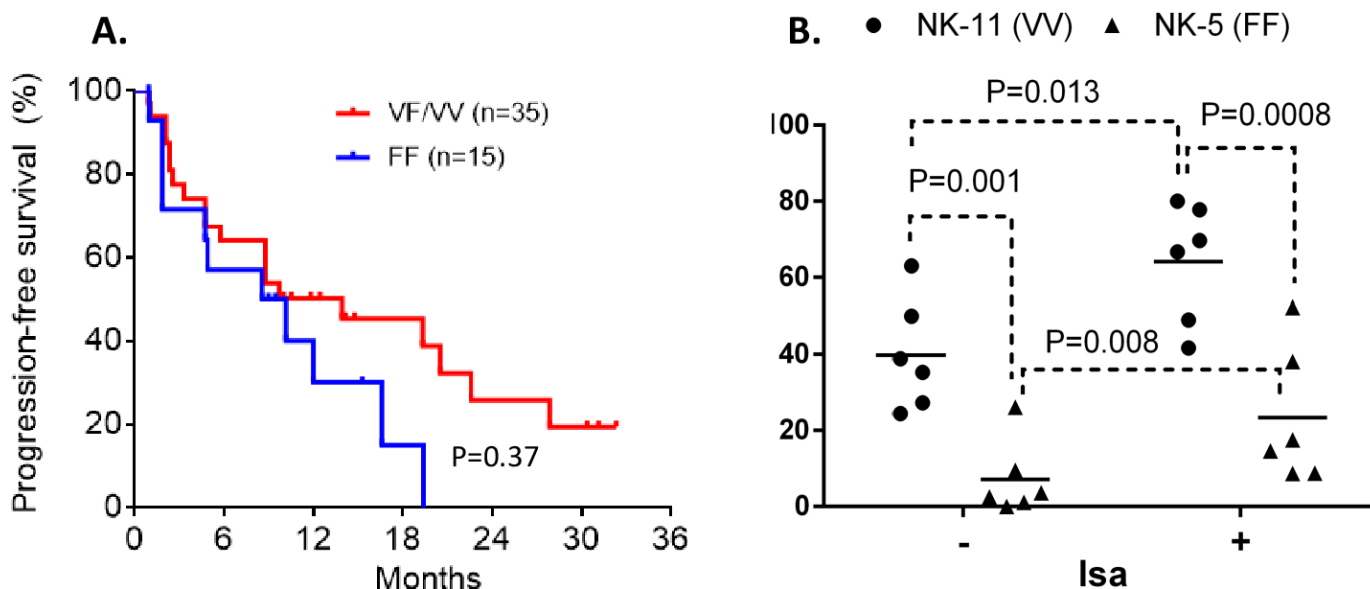 A.
Progression-free survival (%)
100
80
60
40
20
0
VF/VV (n=35)
FF (n=15)
P=0.37
0 6 12 18 24 30 36
Months
B.
NK-11 (VV) NK-5 (FF)
P=0.013
P=0.0008
P=0.001
P=0.008
100
80
60
40
20
0
- +
Isa